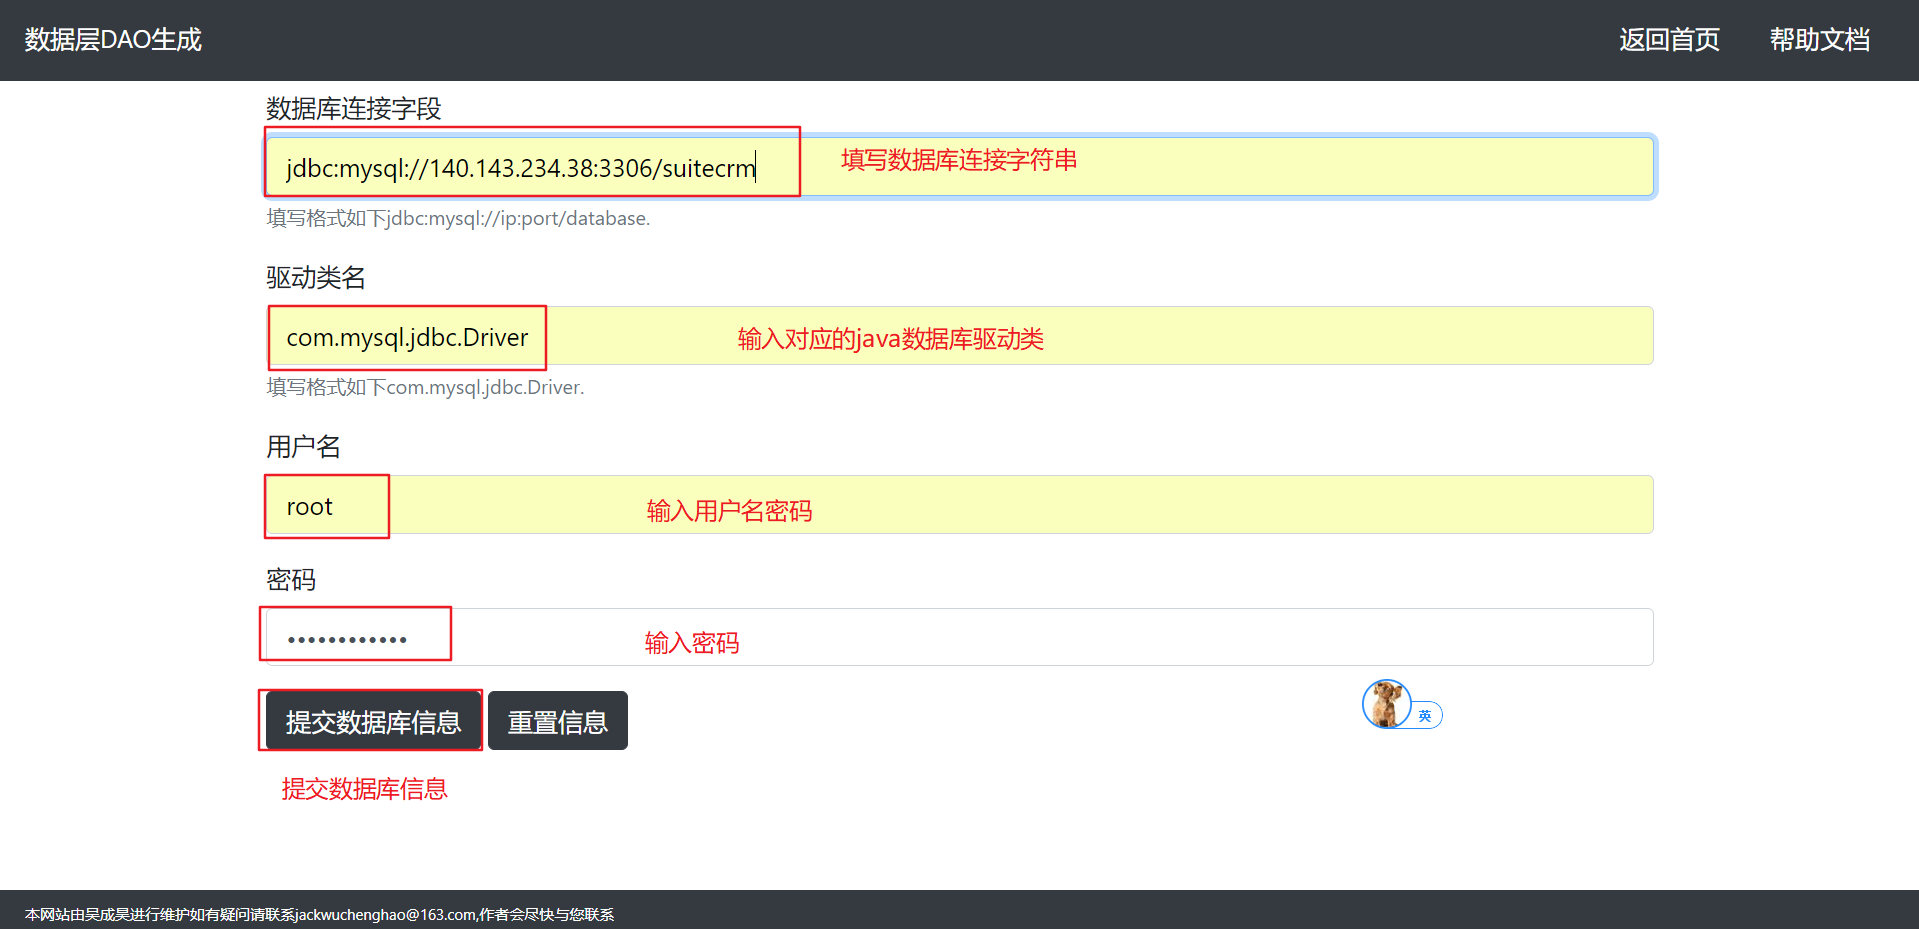 数据层DAO生成
返回首页
帮助文档
数据库连接字段
jdbc:mysql://140.143.234.38:3306/suitecrm
填写数据库连接字符串
填写格式如下jdbc:mysql://ip:port/database.
驱动类名
com.mysql.jdbc.Driver
输入对应的java数据库驱动类
填写格式如下com.mysql.jdbc.Driver.
用户名
root
输入用户名密码
密码
••••••••••••
输入密码
提交数据库信息
重置信息
英
提交数据库信息
本网站由吴成昊进行维护如有疑问请联系jackwuchenghao@163.com,作者会尽快与您联系